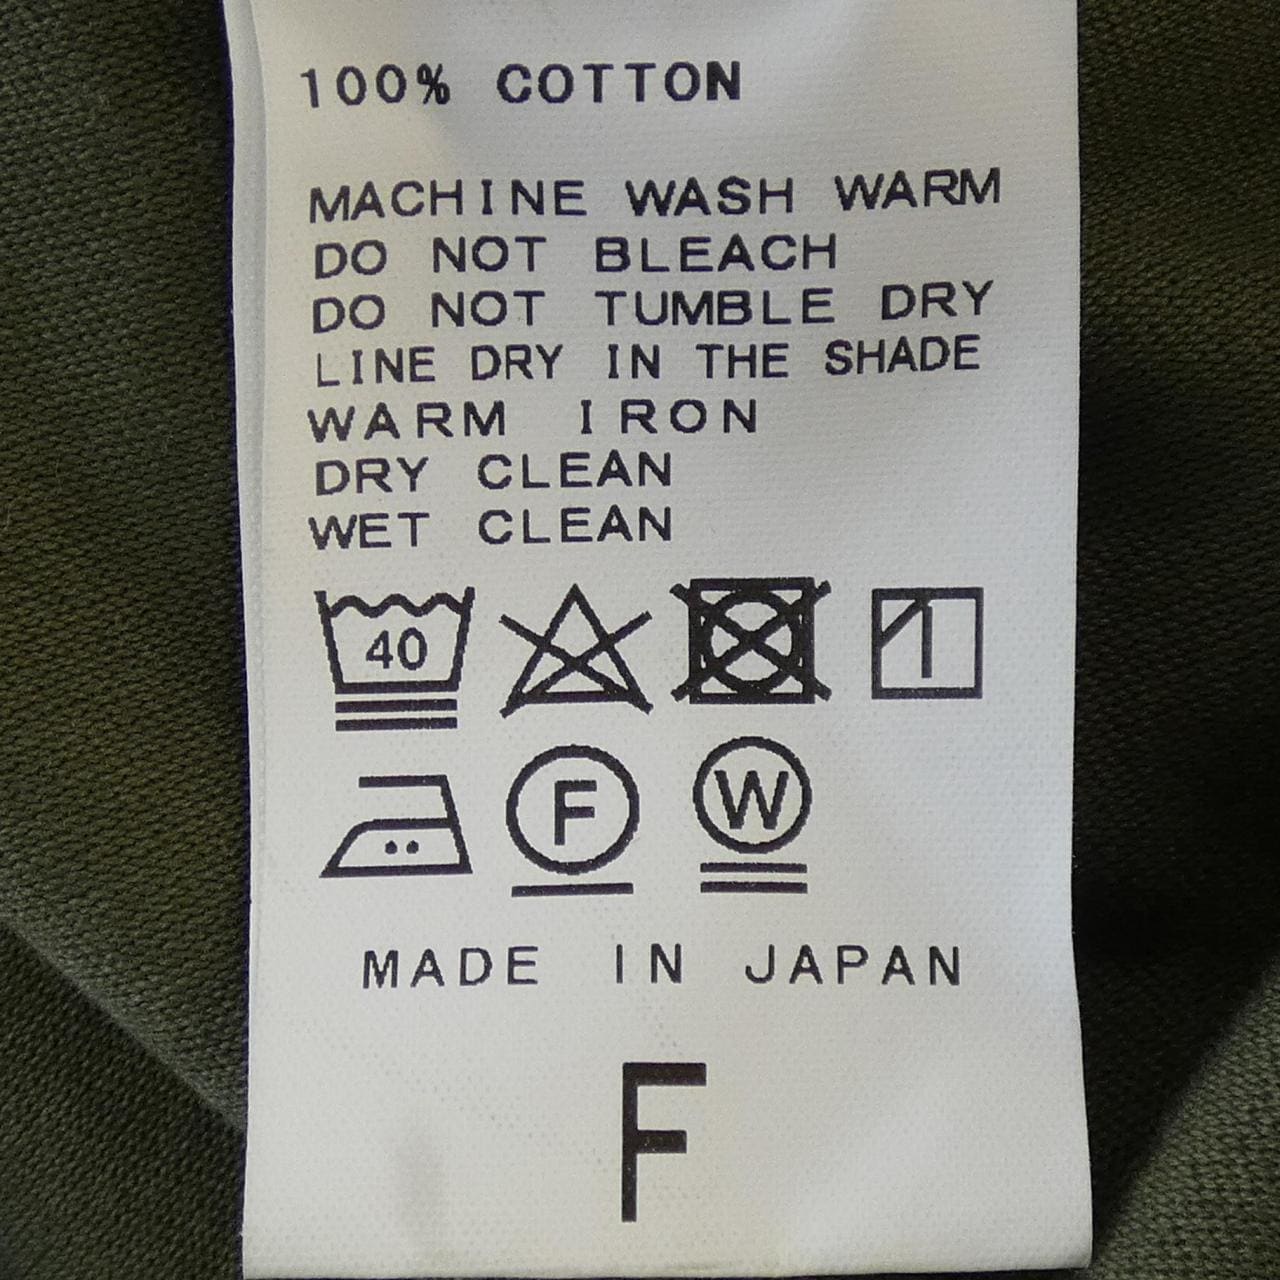 100% COTTON
MACHINE WASH WARM
DO NOT BLEACH
DO NOT TUMBLE DRY
LINE DRY IN THE SHADE
WARM IRON
DRY CLEAN
WET CLEAN
40
F W
MADE IN JAPAN
F